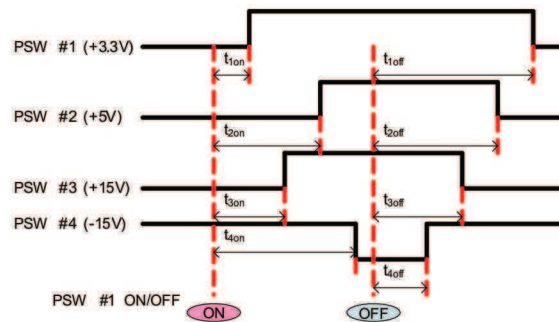 PSW #1 (+3.3V)
t1on
t1off
PSW #2 (+5V)
t2on
t2off
PSW #3 (+15V)
t3on
t3off
PSW #4 (-15V)
t4on
t4off
PSW #1 ON/OFF
ON
OFF